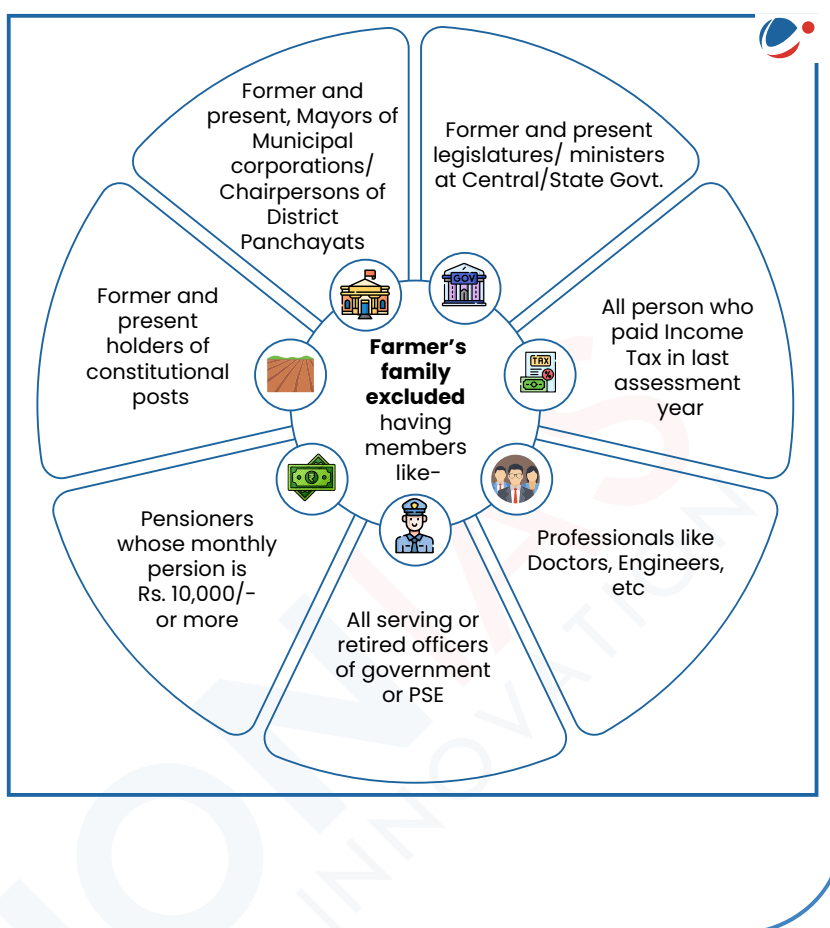 Former and
present, Mayors of
Municipal
corporations/
Chairpersons of
District
Panchayats
Former and present
legislatures/ ministers
at Central/State Govt.
All person who
paid Income
Tax in last
assessment
year
Professionals like
Doctors, Engineers,
etc
All serving or
retired officers
of government
or PSE
Pensioners
whose monthly
persion is
Rs. 10,000/-
or more
Former and
present
holders of
constitutional
posts
Farmer’s
family
excluded
having
members
like-
GOV
TAX
ION IAS
INNOVATION